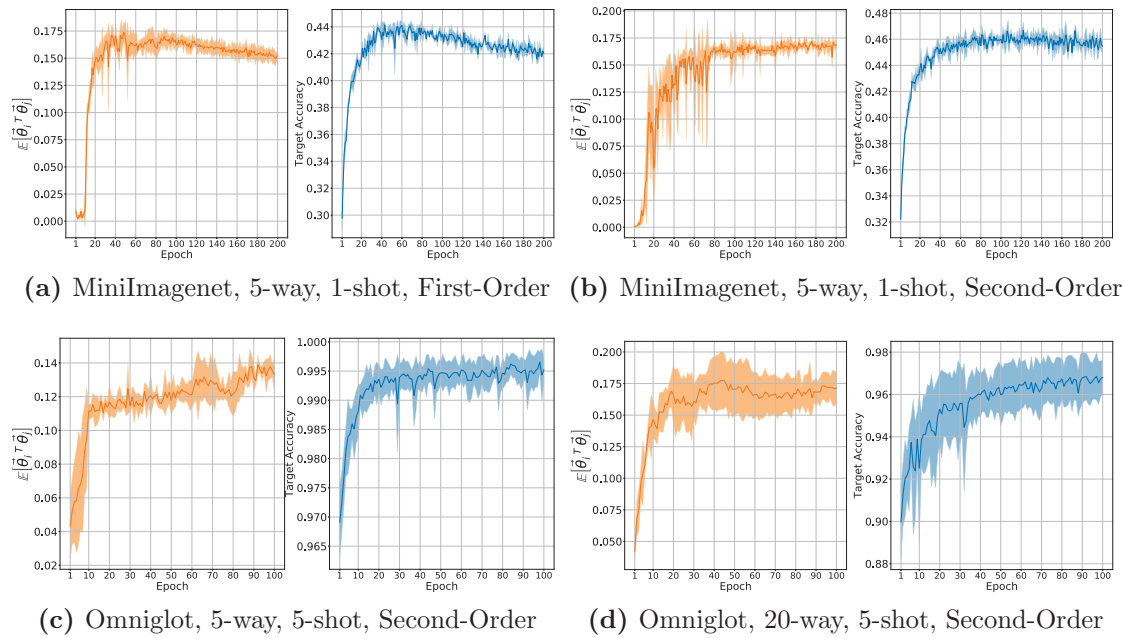 0.175
0.150
0.125
0.100
0.075
0.050
0.025
0.000
𝔼[θ⃗ᵢᵀ θ⃗ⱼ]
1 20 40 60 80 100 120 140 160 180 200
Epoch
0.44
0.42
0.40
0.38
0.36
0.34
0.32
0.30
Target Accuracy
1 20 40 60 80 100 120 140 160 180 200
Epoch
(a) MiniImagenet, 5-way, 1-shot, First-Order
0.200
0.175
0.150
0.125
0.100
0.075
0.050
0.025
0.000
𝔼[θ⃗ᵢᵀ θ⃗ⱼ]
1 20 40 60 80 100 120 140 160 180 200
Epoch
0.48
0.46
0.44
0.42
0.40
0.38
0.36
0.34
0.32
Target Accuracy
1 20 40 60 80 100 120 140 160 180 200
Epoch
(b) MiniImagenet, 5-way, 1-shot, Second-Order
0.14
0.12
0.10
0.08
0.06
0.04
0.02
𝔼[θ⃗ᵢᵀ θ⃗ⱼ]
1 10 20 30 40 50 60 70 80 90 100
Epoch
1.000
0.995
0.990
0.985
0.980
0.975
0.970
0.965
Target Accuracy
1 10 20 30 40 50 60 70 80 90 100
Epoch
(c) Omniglot, 5-way, 5-shot, Second-Order
0.200
0.175
0.150
0.125
0.100
0.075
0.050
𝔼[θ⃗ᵢᵀ θ⃗ⱼ]
1 10 20 30 40 50 60 70 80 90 100
Epoch
0.98
0.96
0.94
0.92
0.90
0.88
Target Accuracy
1 10 20 30 40 50 60 70 80 90 100
Epoch
(d) Omniglot, 20-way, 5-shot, Second-Order